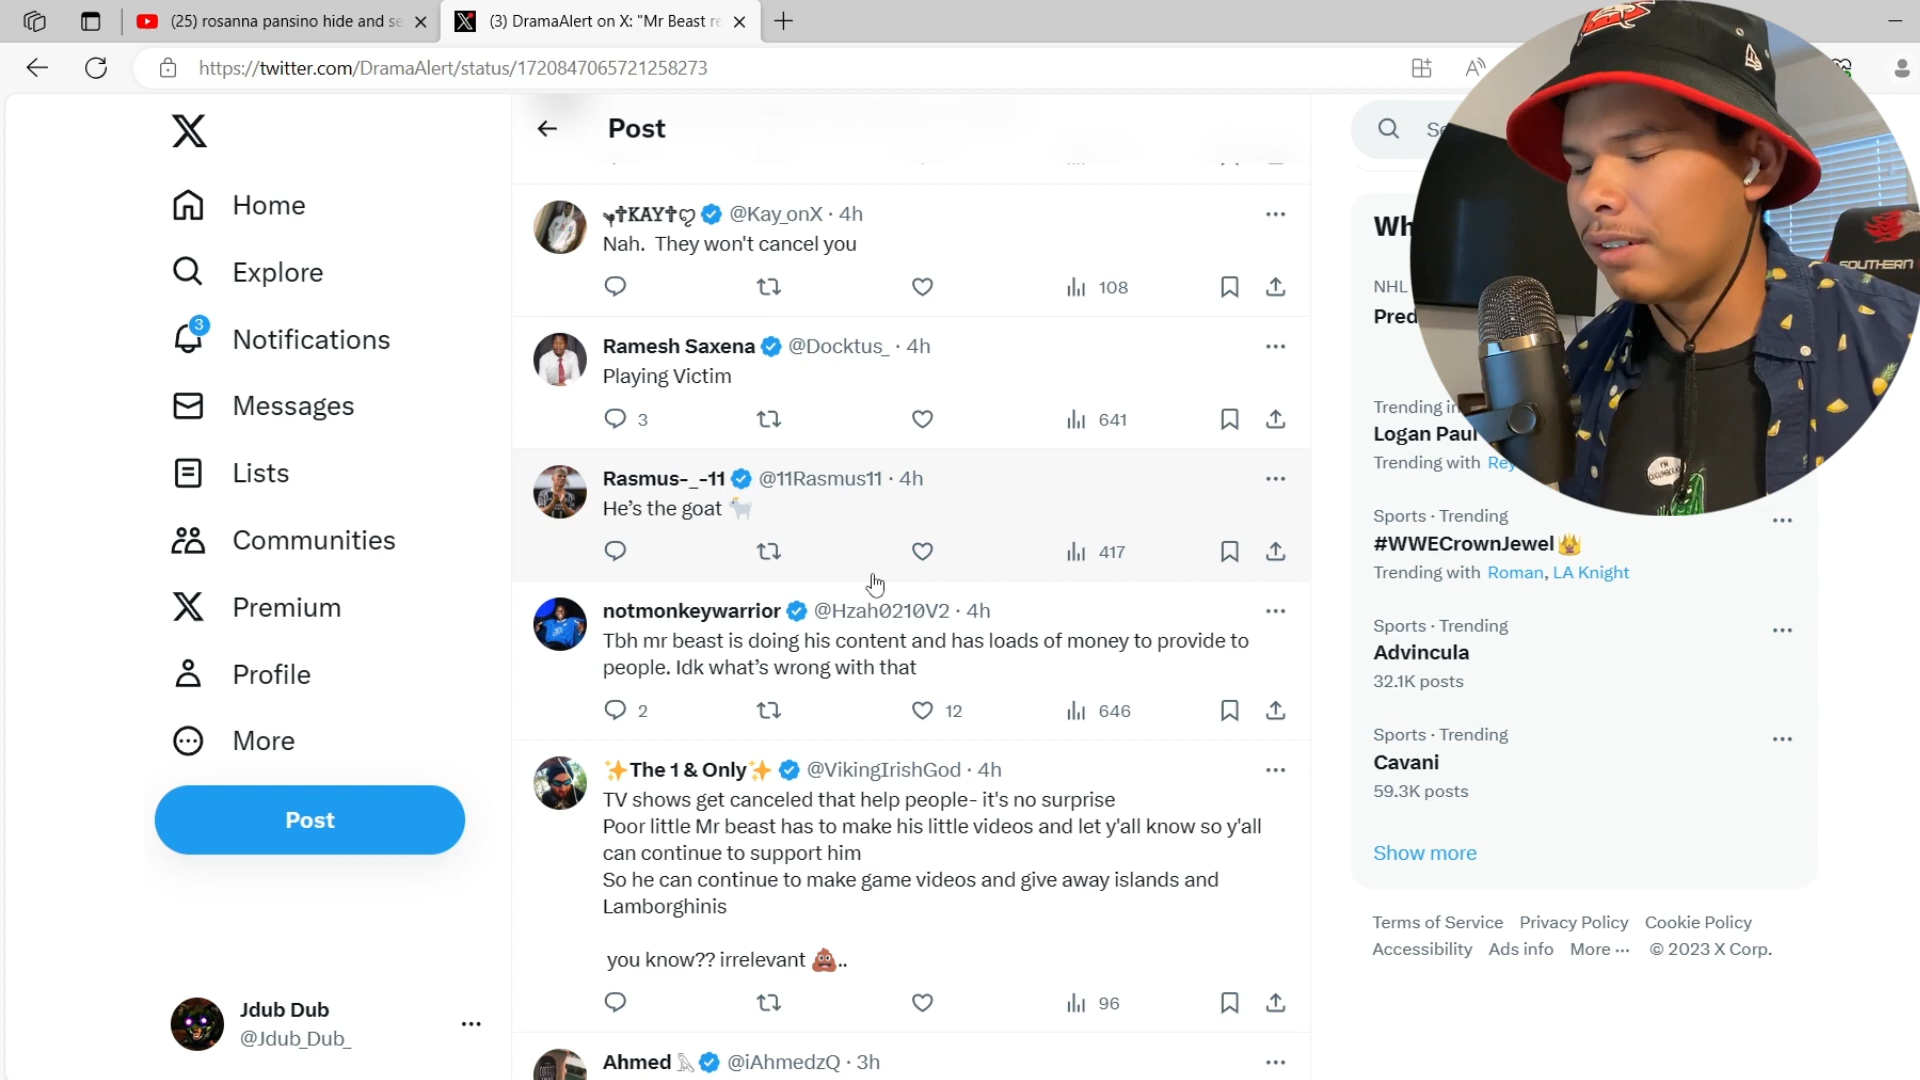 (25) rosanna pansino hide and se
(3) DramaAlert on X: "Mr Beast re
https://twitter.com/DramaAlert/status/1720847065721258273
Post
Home
Explore
3
Notifications
Messages
Lists
Communities
Premium
Profile
More
Post
Jdub Dub
@Jdub_Dub_
KAY @Kay_onX · 4h
Nah. They won't cancel you
108
Ramesh Saxena @Docktus_ · 4h
Playing Victim
3 641
Rasmus-_-11 @11Rasmus11 · 4h
He's the goat 🐐
417
notmonkeywarrior @Hzah0210V2 · 4h
Tbh mr beast is doing his content and has loads of money to provide to
people. Idk what's wrong with that
2 12 646
✨The 1 & Only✨ @VikingIrishGod · 4h
TV shows get canceled that help people- it's no surprise
Poor little Mr beast has to make his little videos and let y'all know so y'all
can continue to support him
So he can continue to make game videos and give away islands and
Lamborghinis
you know?? irrelevant 💩..
96
Ahmed @iAhmedzQ · 3h
Se
Wh
NHL
Pred
Trending in
Logan Paul
Trending with Rey
Sports · Trending
#WWECrownJewel👑
Trending with Roman, LA Knight
Sports · Trending
Advincula
32.1K posts
Sports · Trending
Cavani
59.3K posts
Show more
Terms of Service Privacy Policy Cookie Policy
Accessibility Ads info More ··· © 2023 X Corp.
SOUTHERN